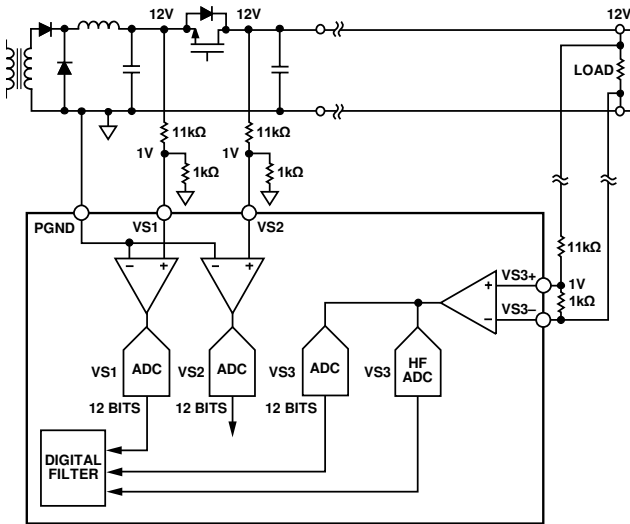 12V
12V
12V
LOAD
11kΩ
11kΩ
1V
1V
1kΩ
1kΩ
PGND
VS1
VS2
11kΩ
VS3+
1V
1kΩ
VS3–
–
+
–
+
+
–
VS1
ADC
VS2
ADC
VS3
ADC
VS3
HF
ADC
12 BITS
12 BITS
12 BITS
DIGITAL
FILTER